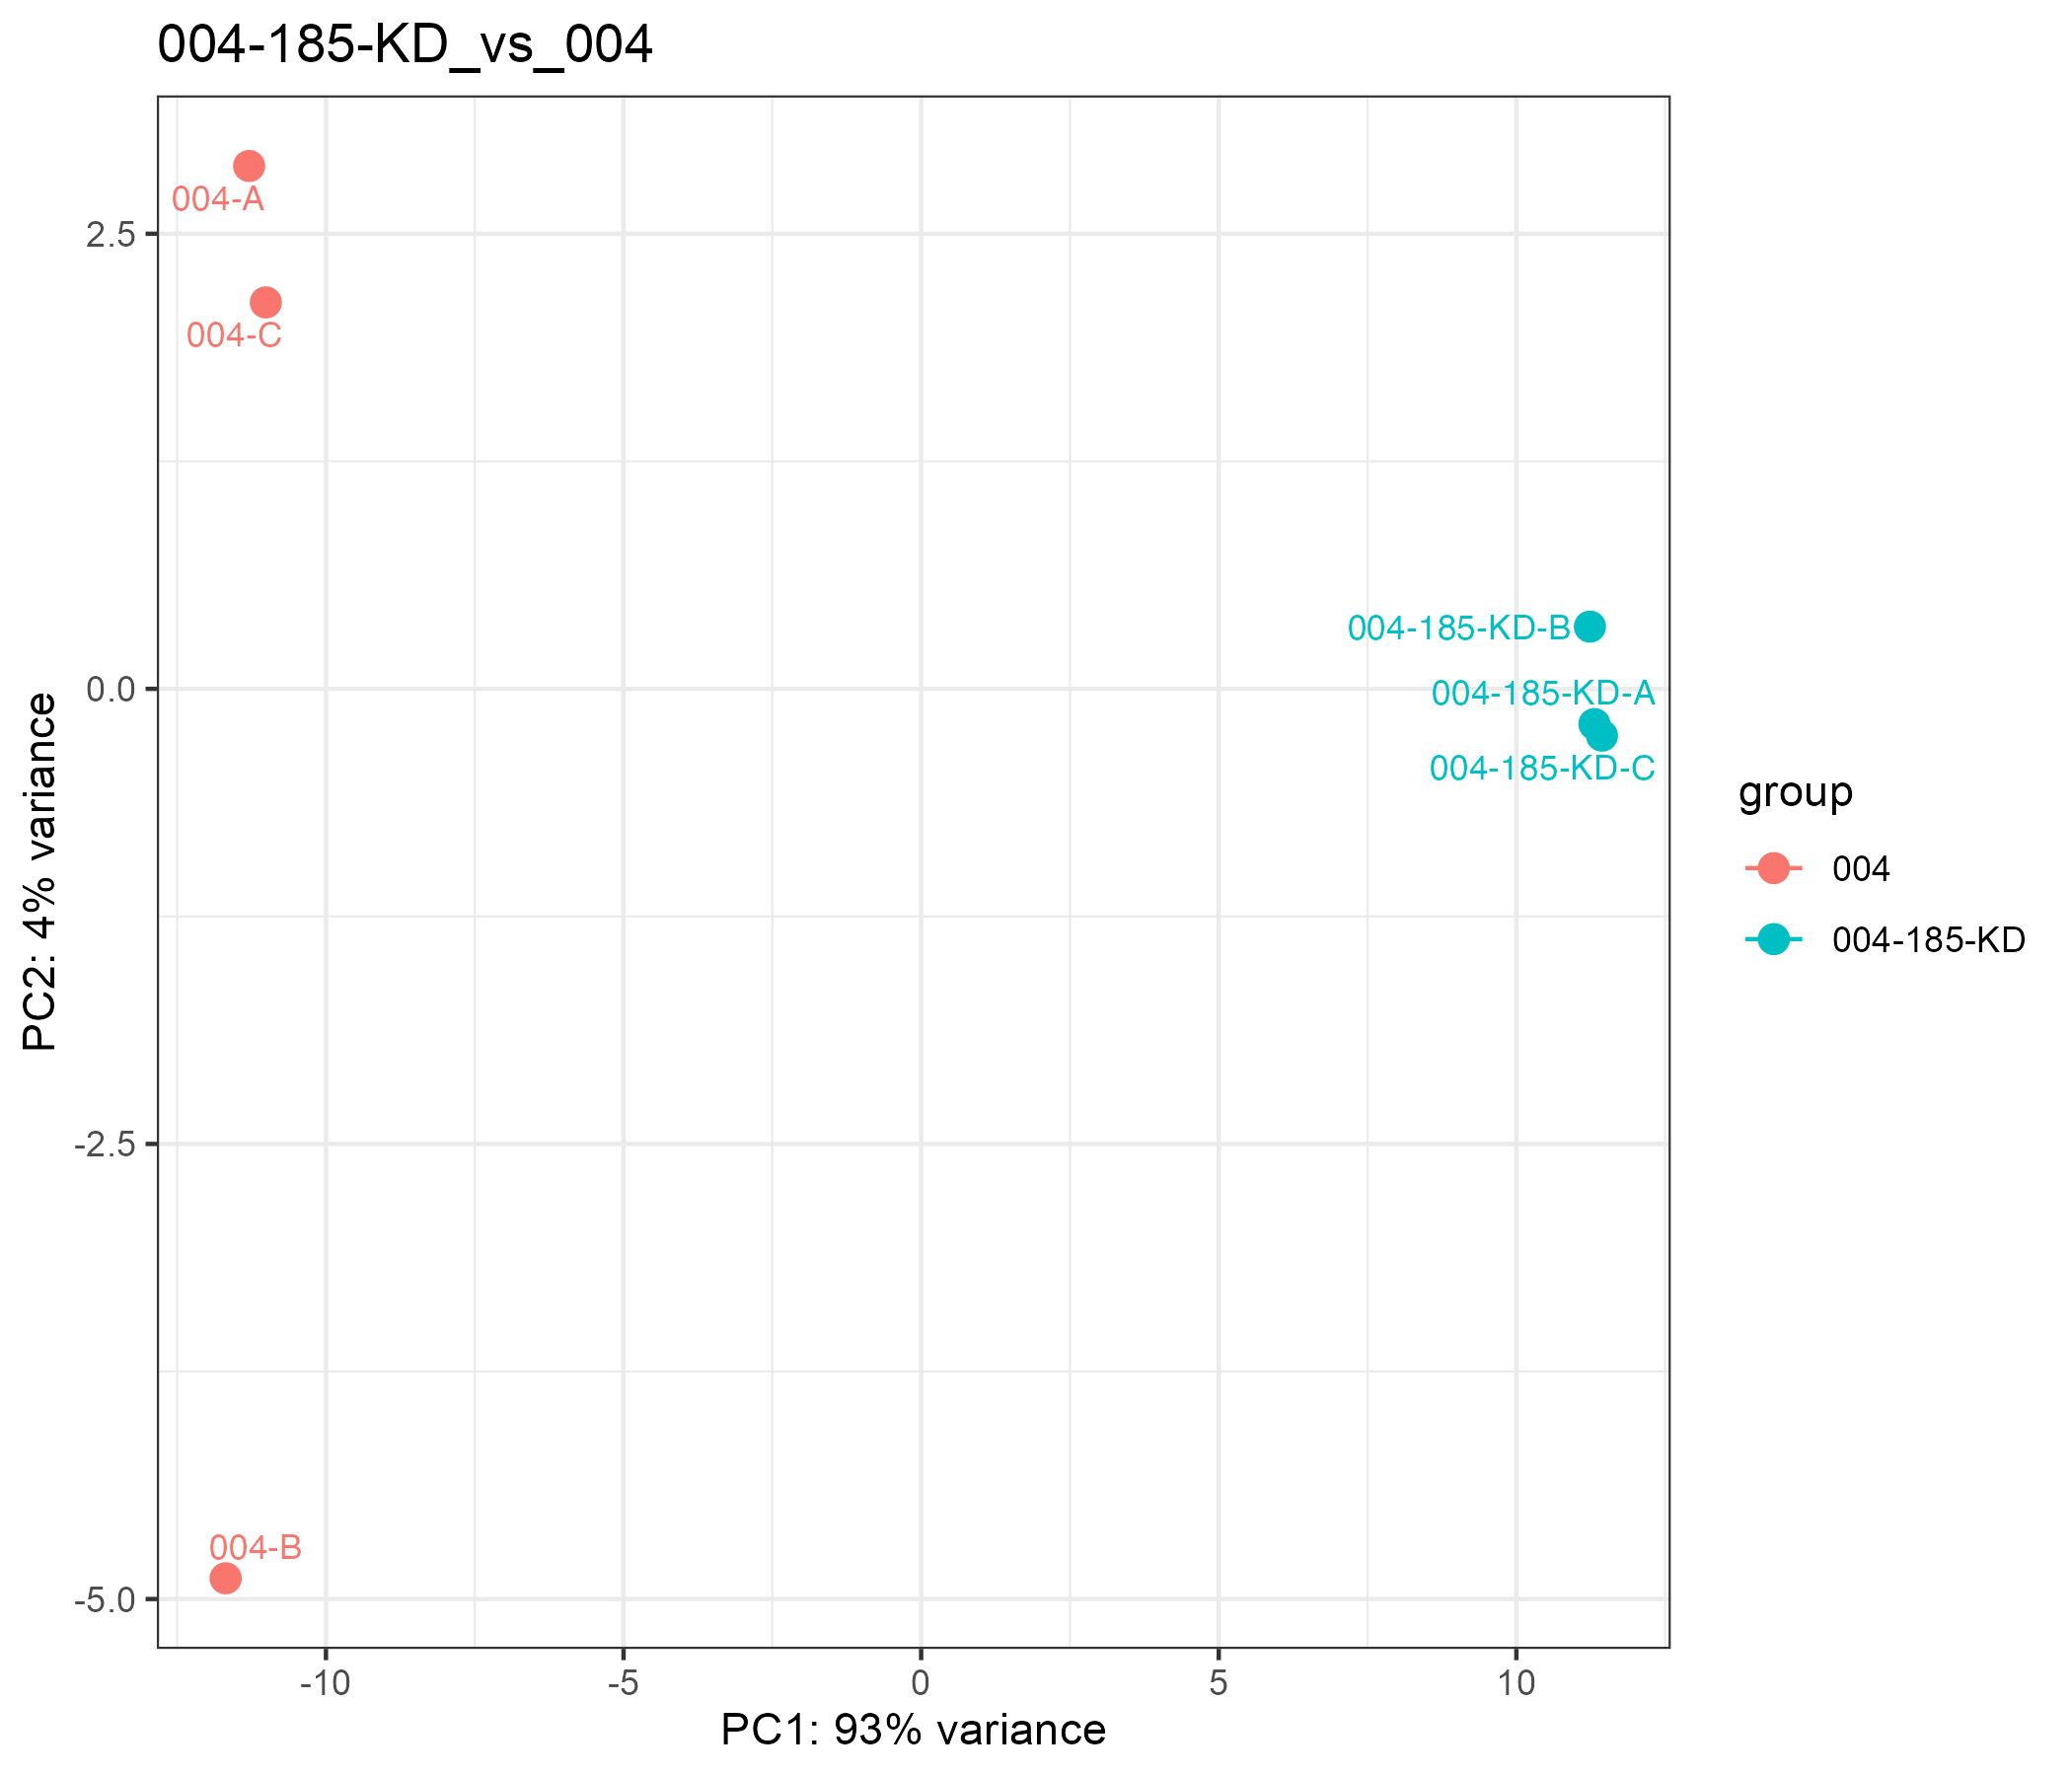 004-185-KD_vs_004
004-A
2.5
004-C
004-185-KD-B
0.0
004-185-KD-A
004-185-KD-C
-2.5
004-B
-5.0
-10
-5
0
5
10
PC1: 93% variance
PC2: 4% variance
group
004
004-185-KD